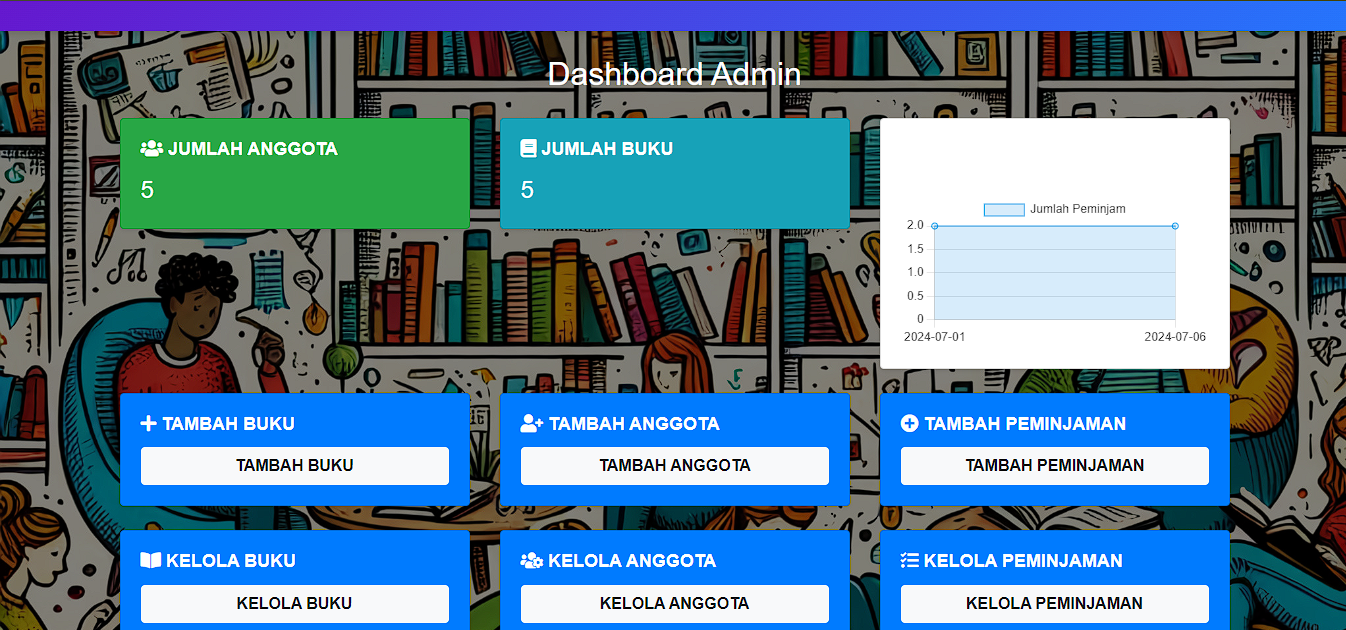 Dashboard Admin
JUMLAH ANGGOTA
5
JUMLAH BUKU
5
Jumlah Peminjam
2.0
1.5
1.0
0.5
0
2024-07-01
2024-07-06
TAMBAH BUKU
TAMBAH BUKU
TAMBAH ANGGOTA
TAMBAH ANGGOTA
TAMBAH PEMINJAMAN
TAMBAH PEMINJAMAN
KELOLA BUKU
KELOLA BUKU
KELOLA ANGGOTA
KELOLA ANGGOTA
KELOLA PEMINJAMAN
KELOLA PEMINJAMAN